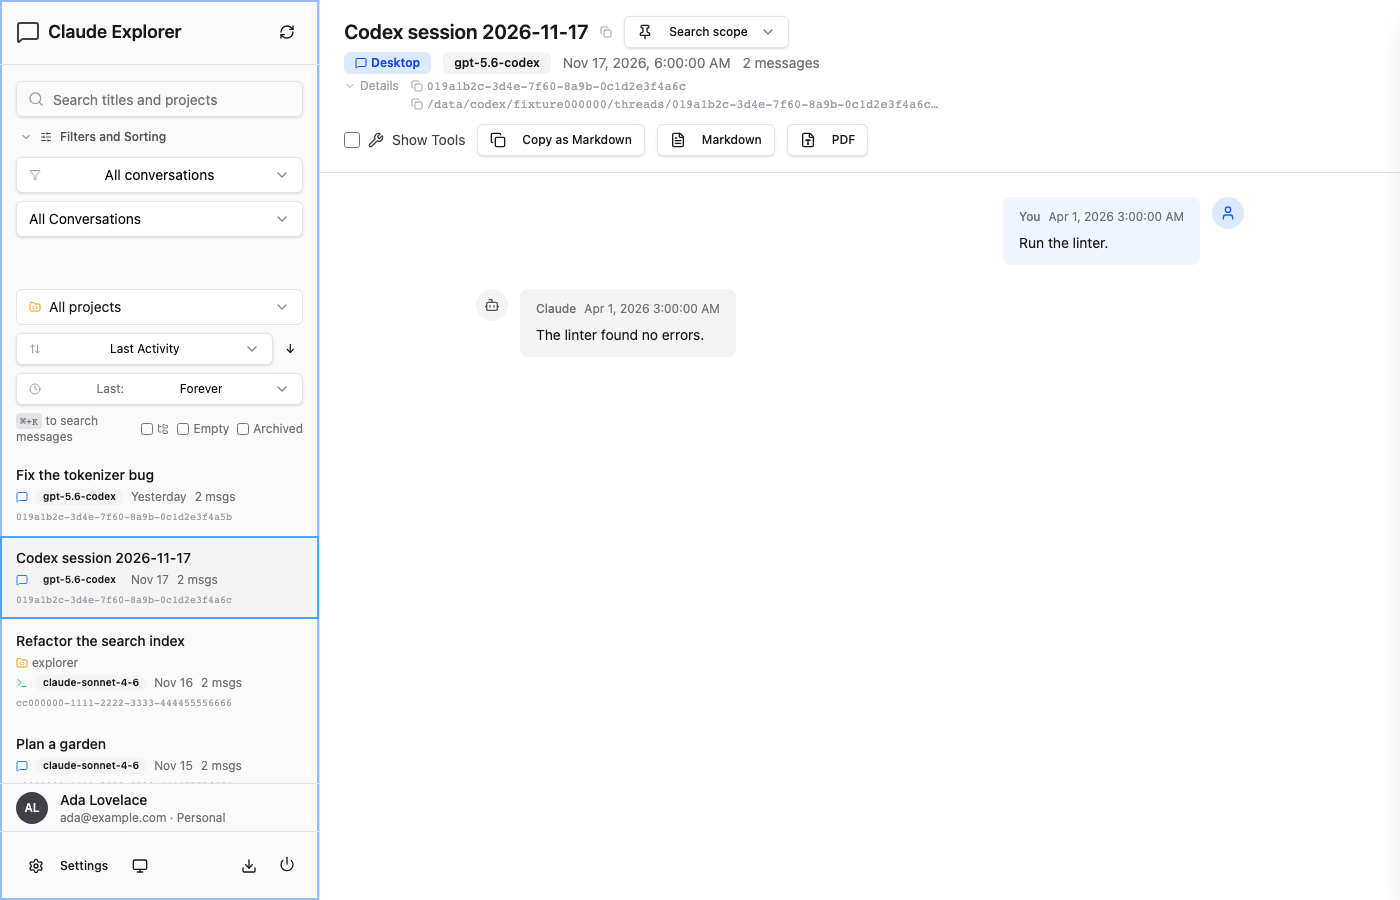 Claude Explorer
Search titles and projects
Filters and Sorting
All conversations
All Conversations
All projects
Last Activity
Last: Forever
⌘+K to search messages
Empty
Archived
Fix the tokenizer bug
gpt-5.6-codex Yesterday 2 msgs
019a1b2c-3d4e-7f60-8a9b-0c1d2e3f4a5b
Codex session 2026-11-17
gpt-5.6-codex Nov 17 2 msgs
019a1b2c-3d4e-7f60-8a9b-0c1d2e3f4a6c
Refactor the search index
explorer
claude-sonnet-4-6 Nov 16 2 msgs
cc000000-1111-2222-3333-444455556666
Plan a garden
claude-sonnet-4-6 Nov 15 2 msgs
AL
Ada Lovelace
ada@example.com · Personal
Settings
Codex session 2026-11-17
Search scope
Desktop gpt-5.6-codex Nov 17, 2026, 6:00:00 AM 2 messages
Details 019a1b2c-3d4e-7f60-8a9b-0c1d2e3f4a6c
/data/codex/fixture000000/threads/019a1b2c-3d4e-7f60-8a9b-0c1d2e3f4a6c…
Show Tools
Copy as Markdown
Markdown
PDF
You Apr 1, 2026 3:00:00 AM
Run the linter.
Claude Apr 1, 2026 3:00:00 AM
The linter found no errors.